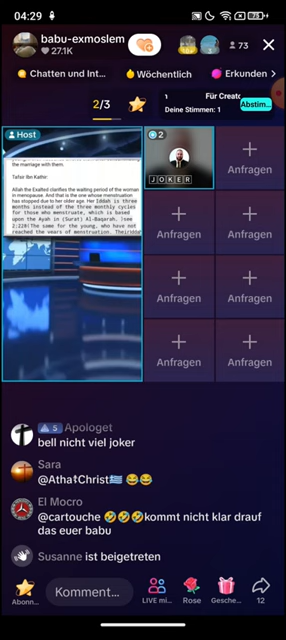 04:29
babu-exmoslem
27.1K
73
Chatten und Int...
Wöchentlich
Erkunden
2/3
Für Creato
Deine Stimmen: 1
Abstim...
Host
the marriage with them.
Tafsir Ibn Kathir:
Allah the Exalted clarifies the waiting period of the woman
in menopause. And that is the one whose menstruation
has stopped due to her older age. Her Iddah is three
months instead of the three monthly cycles
for those who menstruate, which is based
upon the Ayah in (Surat) Al-Baqarah. [see
2:228] The same for the young, who have not
reached the years of menstruation. Their
2
JOKER
Anfragen
Anfragen
Anfragen
Anfragen
Anfragen
Anfragen
Anfragen
5 Apologet
bell nicht viel joker
Sara
@Atha Christ🇬🇷 😂😂
El Mocro
@cartouche 🤣🤣🤣kommt nicht klar drauf
das euer babu
Susanne ist beigetreten
Abonn...
Komment...
LIVE mi...
Rose
Gesche...
12